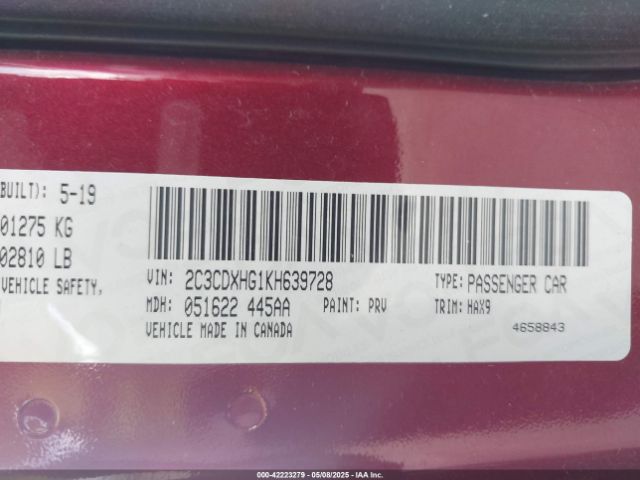 BUILT): 5-19
01275 KG
02810 LB
VEHICLE SAFETY,
VIN: 2C3CDXHG1KH639728
TYPE: PASSENGER CAR
MDH: 051622 445AA
PAINT: PRV
TRIM: HAX9
VEHICLE MADE IN CANADA
4658843
000-42223279 - 05/08/2025 - IAA, Inc.